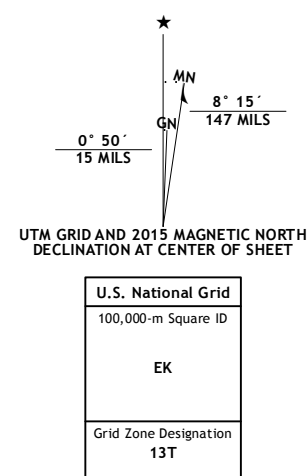 ★
MN
GN
8° 15´
147 MILS
0° 50´
15 MILS
UTM GRID AND 2015 MAGNETIC NORTH
DECLINATION AT CENTER OF SHEET
U.S. National Grid
100,000-m Square ID
EK
Grid Zone Designation
13T